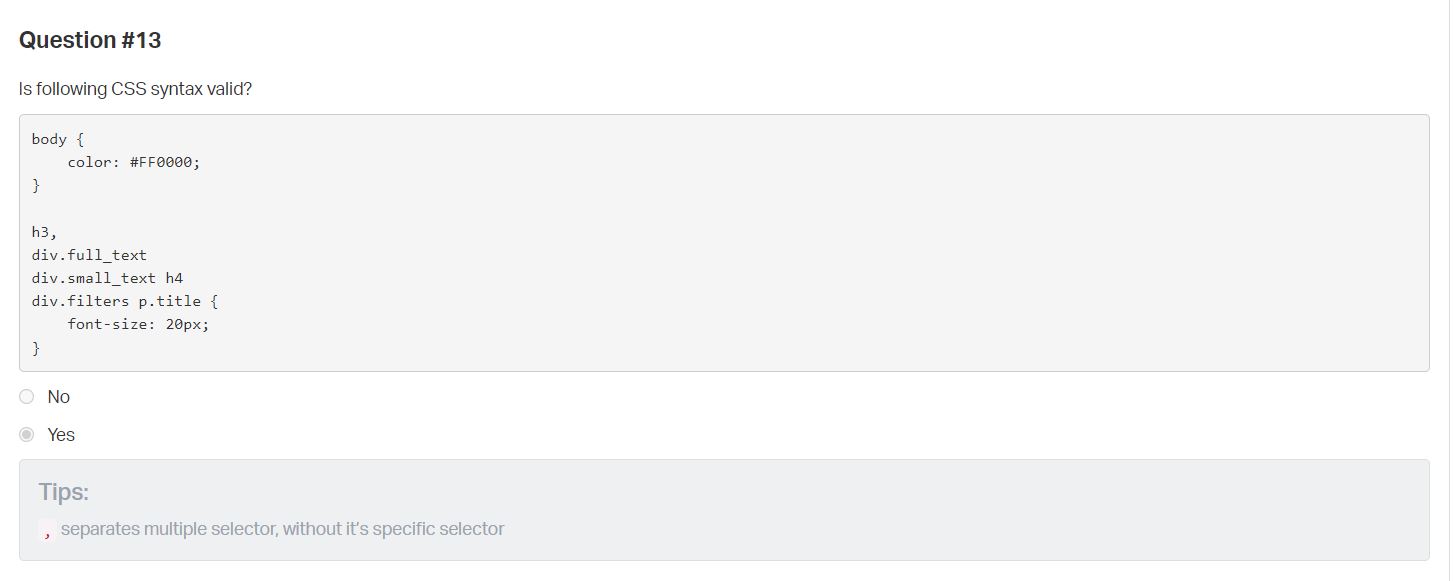 Question #13
Is following CSS syntax valid?
body {
    color: #FF0000;
}

h3,
div.full_text
div.small_text h4
div.filters p.title {
    font-size: 20px;
}
No
Yes
Tips:
, separates multiple selector, without it's specific selector